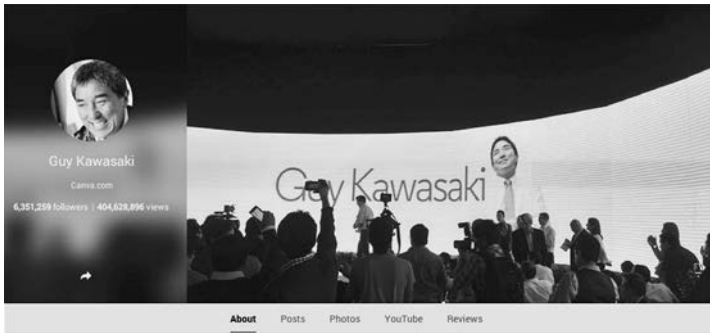 Guy Kawasaki
Canva.com
6,351,259 followers | 404,628,896 views
Guy Kawasaki
About Posts Photos YouTube Reviews